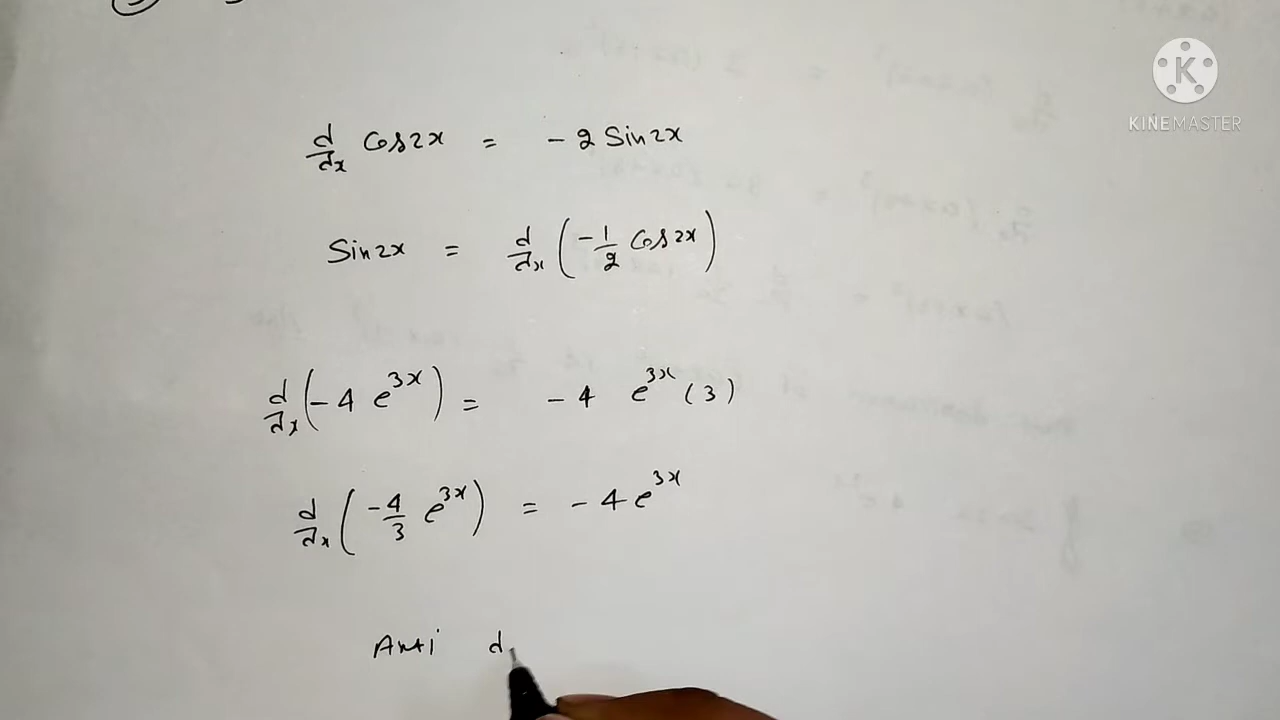 KINEMASTER
d/dx Cos2x = - 2 Sin2x
Sin2x = d/dx (-1/2 Cos2x)
d/dx (-4 e^3x) = - 4 e^3x (3)
d/dx (-4/3 e^3x) = - 4 e^3x
Anti d